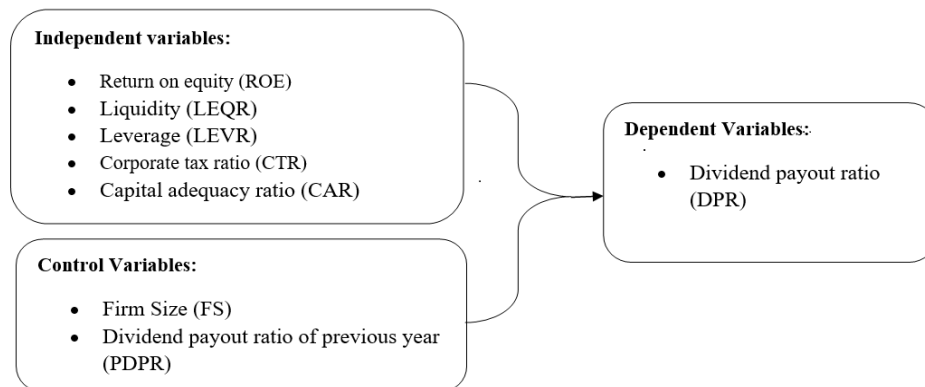 Independent variables:
• Return on equity (ROE)
• Liquidity (LEQR)
• Leverage (LEVR)
• Corporate tax ratio (CTR)
• Capital adequacy ratio (CAR)
Control Variables:
• Firm Size (FS)
• Dividend payout ratio of previous year
(PDPR)
Dependent Variables:
• Dividend payout ratio
(DPR)